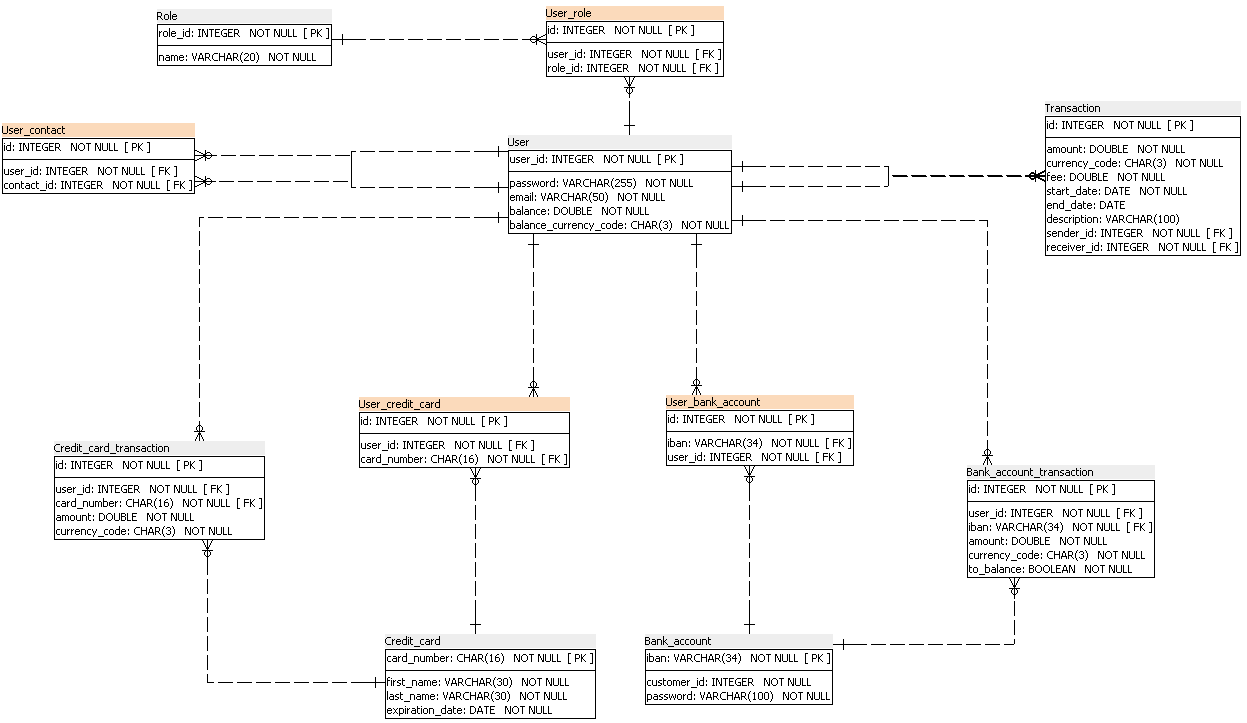 Role
role_id: INTEGER NOT NULL [ PK ]
name: VARCHAR(20) NOT NULL
User_role
id: INTEGER NOT NULL [ PK ]
user_id: INTEGER NOT NULL [ FK ]
role_id: INTEGER NOT NULL [ FK ]
User_contact
id: INTEGER NOT NULL [ PK ]
user_id: INTEGER NOT NULL [ FK ]
contact_id: INTEGER NOT NULL [ FK ]
User
user_id: INTEGER NOT NULL [ PK ]
password: VARCHAR(255) NOT NULL
email: VARCHAR(50) NOT NULL
balance: DOUBLE NOT NULL
balance_currency_code: CHAR(3) NOT NULL
Transaction
id: INTEGER NOT NULL [ PK ]
amount: DOUBLE NOT NULL
currency_code: CHAR(3) NOT NULL
fee: DOUBLE NOT NULL
start_date: DATE NOT NULL
end_date: DATE
description: VARCHAR(100)
sender_id: INTEGER NOT NULL [ FK ]
receiver_id: INTEGER NOT NULL [ FK ]
Credit_card_transaction
id: INTEGER NOT NULL [ PK ]
user_id: INTEGER NOT NULL [ FK ]
card_number: CHAR(16) NOT NULL [ FK ]
amount: DOUBLE NOT NULL
currency_code: CHAR(3) NOT NULL
User_credit_card
id: INTEGER NOT NULL [ PK ]
user_id: INTEGER NOT NULL [ FK ]
card_number: CHAR(16) NOT NULL [ FK ]
User_bank_account
id: INTEGER NOT NULL [ PK ]
iban: VARCHAR(34) NOT NULL [ FK ]
user_id: INTEGER NOT NULL [ FK ]
Bank_account_transaction
id: INTEGER NOT NULL [ PK ]
user_id: INTEGER NOT NULL [ FK ]
iban: VARCHAR(34) NOT NULL [ FK ]
amount: DOUBLE NOT NULL
currency_code: CHAR(3) NOT NULL
to_balance: BOOLEAN NOT NULL
Credit_card
card_number: CHAR(16) NOT NULL [ PK ]
first_name: VARCHAR(30) NOT NULL
last_name: VARCHAR(30) NOT NULL
expiration_date: DATE NOT NULL
Bank_account
iban: VARCHAR(34) NOT NULL [ PK ]
customer_id: INTEGER NOT NULL
password: VARCHAR(100) NOT NULL